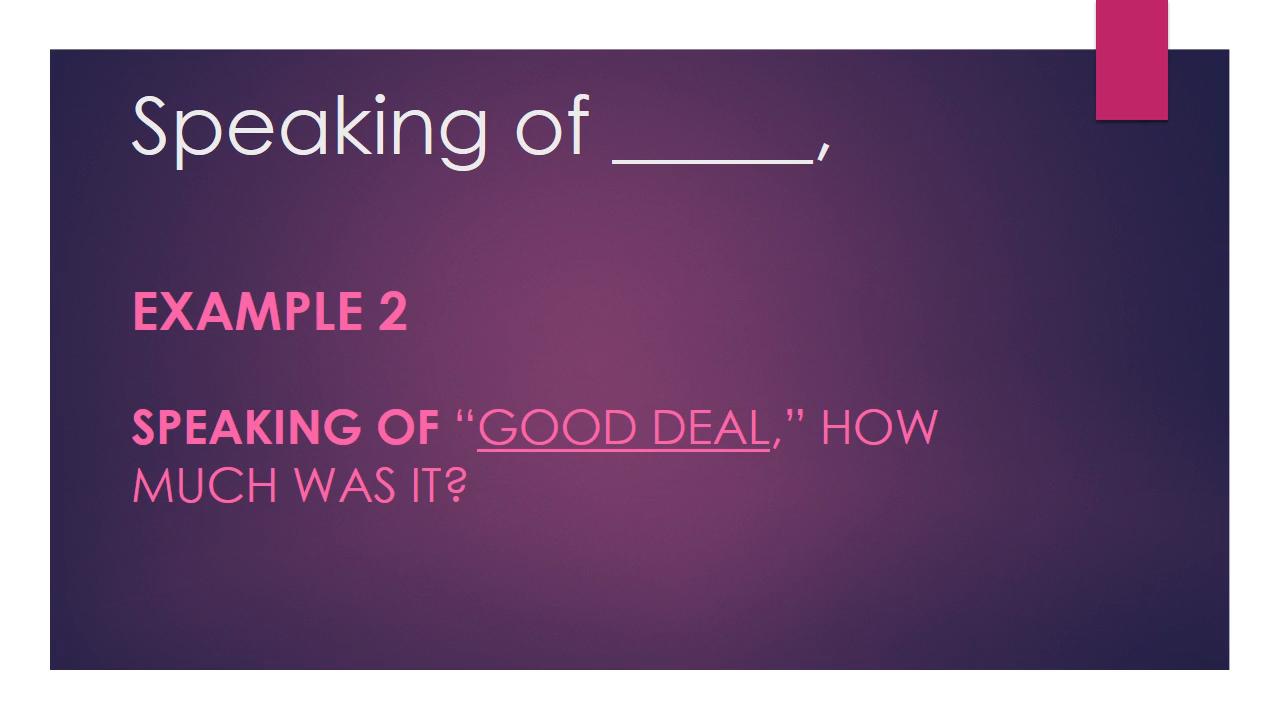 Speaking of _____,
EXAMPLE 2
SPEAKING OF “GOOD DEAL,” HOW
MUCH WAS IT?